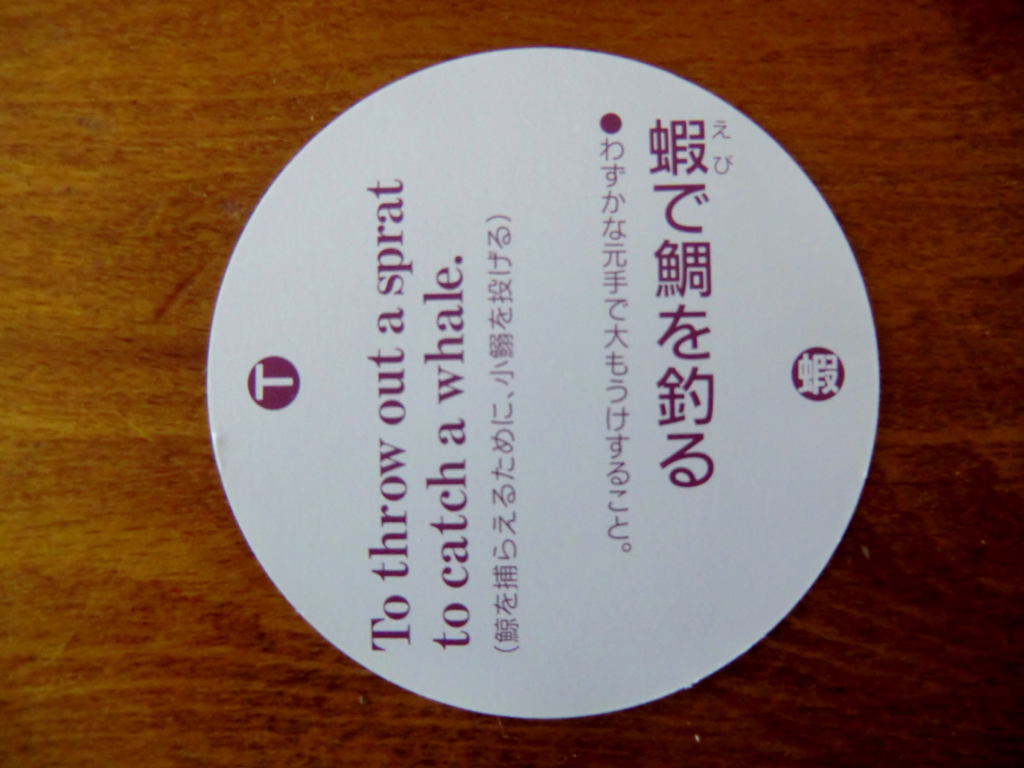 蝦
えび
蝦で鯛を釣る
●わずかな元手で大もうけすること。
T
To throw out a sprat
to catch a whale.
(鯨を捕らえるために、小鰯を投げる)